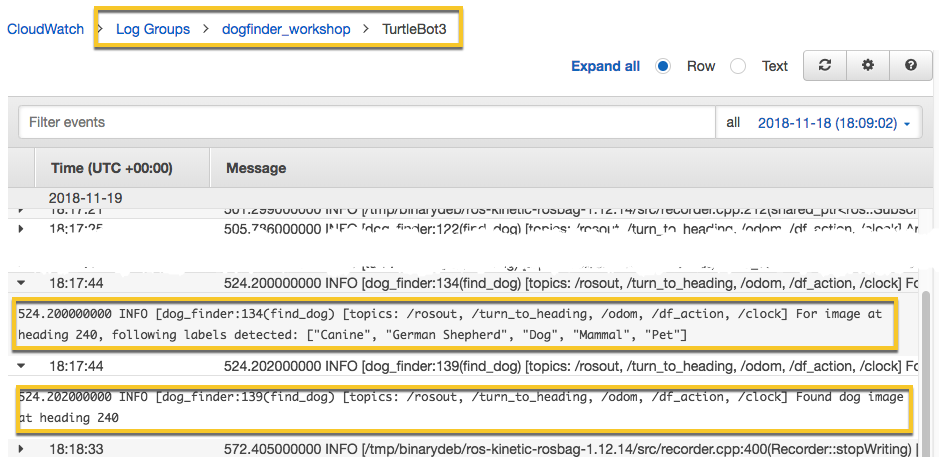 CloudWatch > Log Groups > dogfinder_workshop > TurtleBot3
Expand all Row Text
Filter events all 2018-11-18 (18:09:02)
Time (UTC +00:00) Message
2018-11-19
18:17:21 501.299000000 INFO [/tmp/binarydeb/ros-kinetic-rosbag-1.12.14/src/recorder.cpp:212(shared_ptr<ros::Subscr
18:17:25 505.736000000 INFO [dog_finder:122(find_dog) [topics: /rosout, /turn_to_heading, /odom, /df_action, /clock]
18:17:44 524.200000000 INFO [dog_finder:134(find_dog) [topics: /rosout, /turn_to_heading, /odom, /df_action, /clock] Fo
524.200000000 INFO [dog_finder:134(find_dog) [topics: /rosout, /turn_to_heading, /odom, /df_action, /clock] For image at
heading 240, following labels detected: ["Canine", "German Shepherd", "Dog", "Mammal", "Pet"]
18:17:44 524.202000000 INFO [dog_finder:139(find_dog) [topics: /rosout, /turn_to_heading, /odom, /df_action, /clock] Fo
524.202000000 INFO [dog_finder:139(find_dog) [topics: /rosout, /turn_to_heading, /odom, /df_action, /clock] Found dog image
at heading 240
18:18:33 572.405000000 INFO [/tmp/binarydeb/ros-kinetic-rosbag-1.12.14/src/recorder.cpp:400(Recorder::stopWriting) [